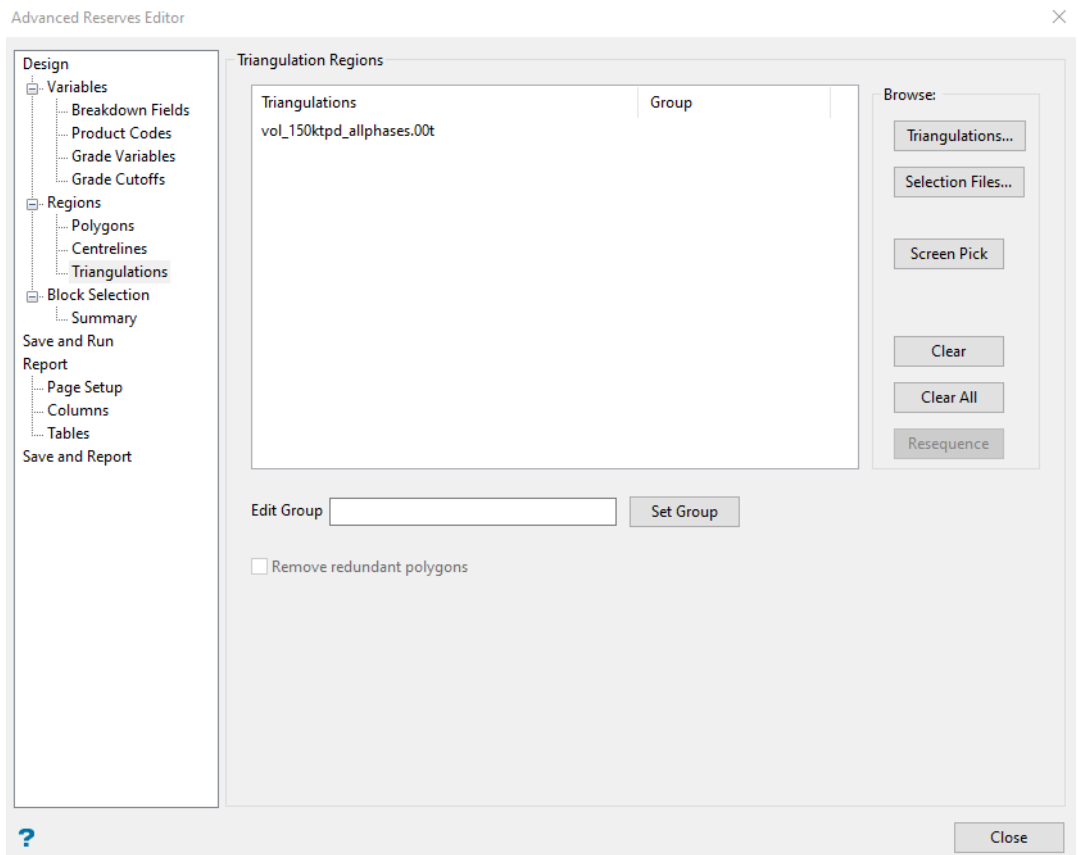 Advanced Reserves Editor
Design
Variables
Breakdown Fields
Product Codes
Grade Variables
Grade Cutoffs
Regions
Polygons
Centrelines
Triangulations
Block Selection
Summary
Save and Run
Report
Page Setup
Columns
Tables
Save and Report
Triangulation Regions
Triangulations Group
vol_150ktpd_allphases.00t
Browse:
Triangulations...
Selection Files...
Screen Pick
Clear
Clear All
Resequence
Edit Group
Set Group
Remove redundant polygons
?
Close